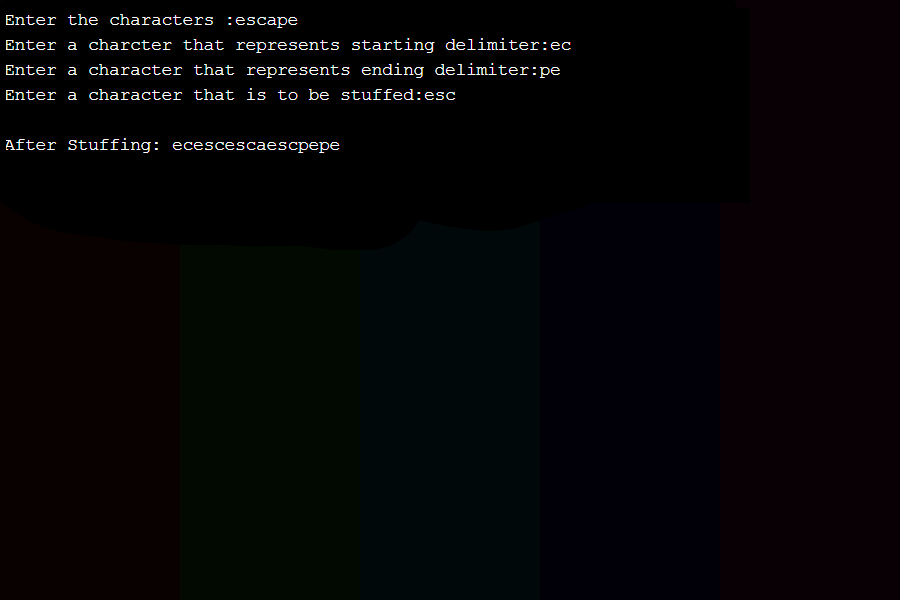 Enter the characters :escape
Enter a charcter that represents starting delimiter:ec
Enter a character that represents ending delimiter:pe
Enter a character that is to be stuffed:esc
After Stuffing: ecescescaescpepe